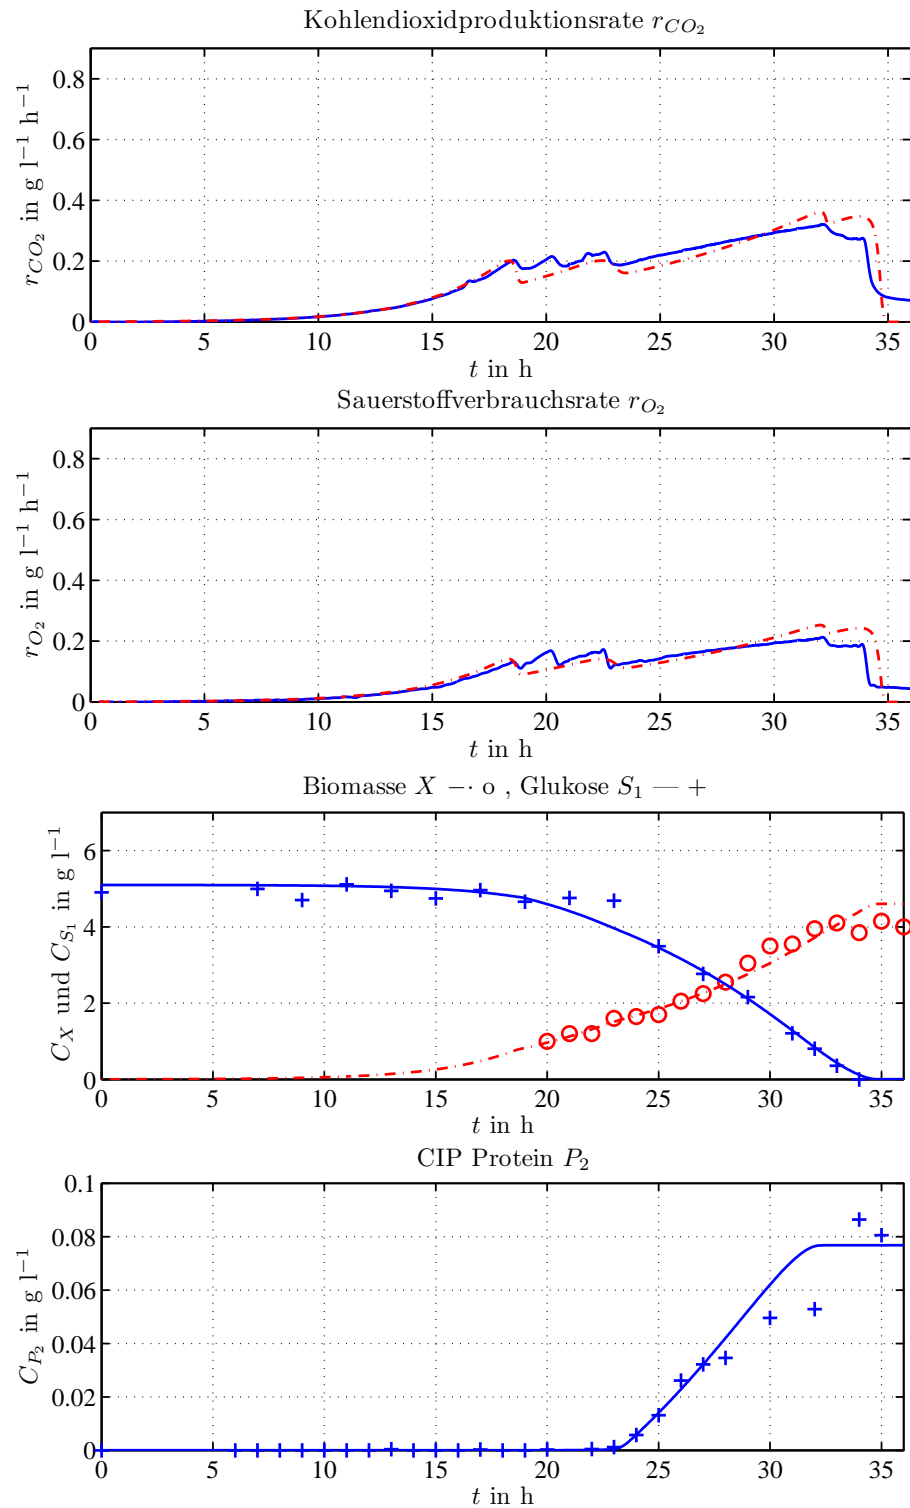 Kohlendioxidproduktionsrate r_{CO_2}
r_{CO_2} in g l⁻¹ h⁻¹
0.8
0.6
0.4
0.2
0
0 5 10 15 20 25 30 35
t in h
Sauerstoffverbrauchsrate r_{O_2}
r_{O_2} in g l⁻¹ h⁻¹
0.8
0.6
0.4
0.2
0
0 5 10 15 20 25 30 35
t in h
Biomasse X −· o , Glukose S_1 — +
C_X und C_{S_1} in g l⁻¹
6
4
2
0
0 5 10 15 20 25 30 35
t in h
CIP Protein P_2
C_{P_2} in g l⁻¹
0.1
0.08
0.06
0.04
0.02
0
0 5 10 15 20 25 30 35
t in h